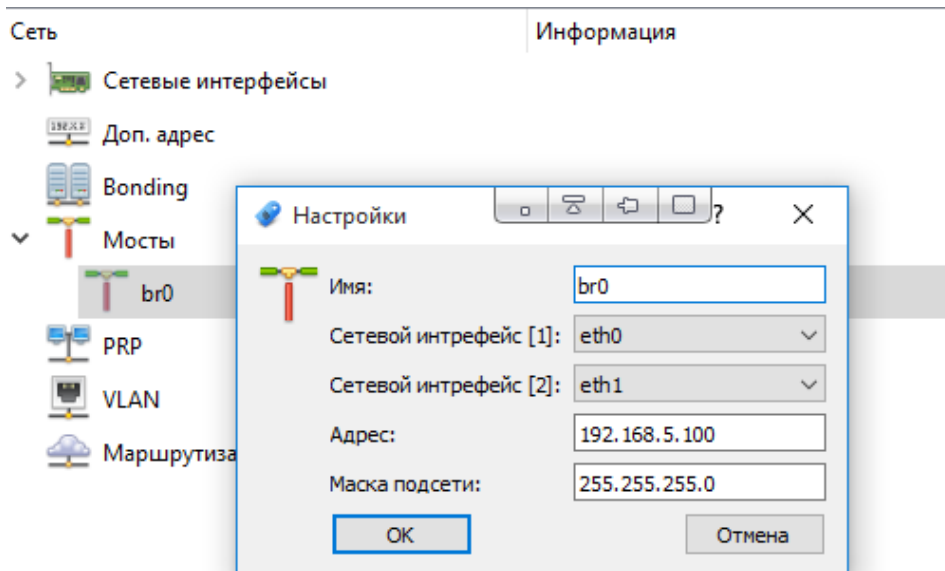 Сеть Информация
Сетевые интерфейсы
192.X.X
Доп. адрес
Bonding
Мосты
br0
PRP
VLAN
Маршрутиза
Настройки ?
Имя: br0
Сетевой интрефейс [1]: eth0
Сетевой интрефейс [2]: eth1
Адрес: 192.168.5.100
Маска подсети: 255.255.255.0
OK Отмена